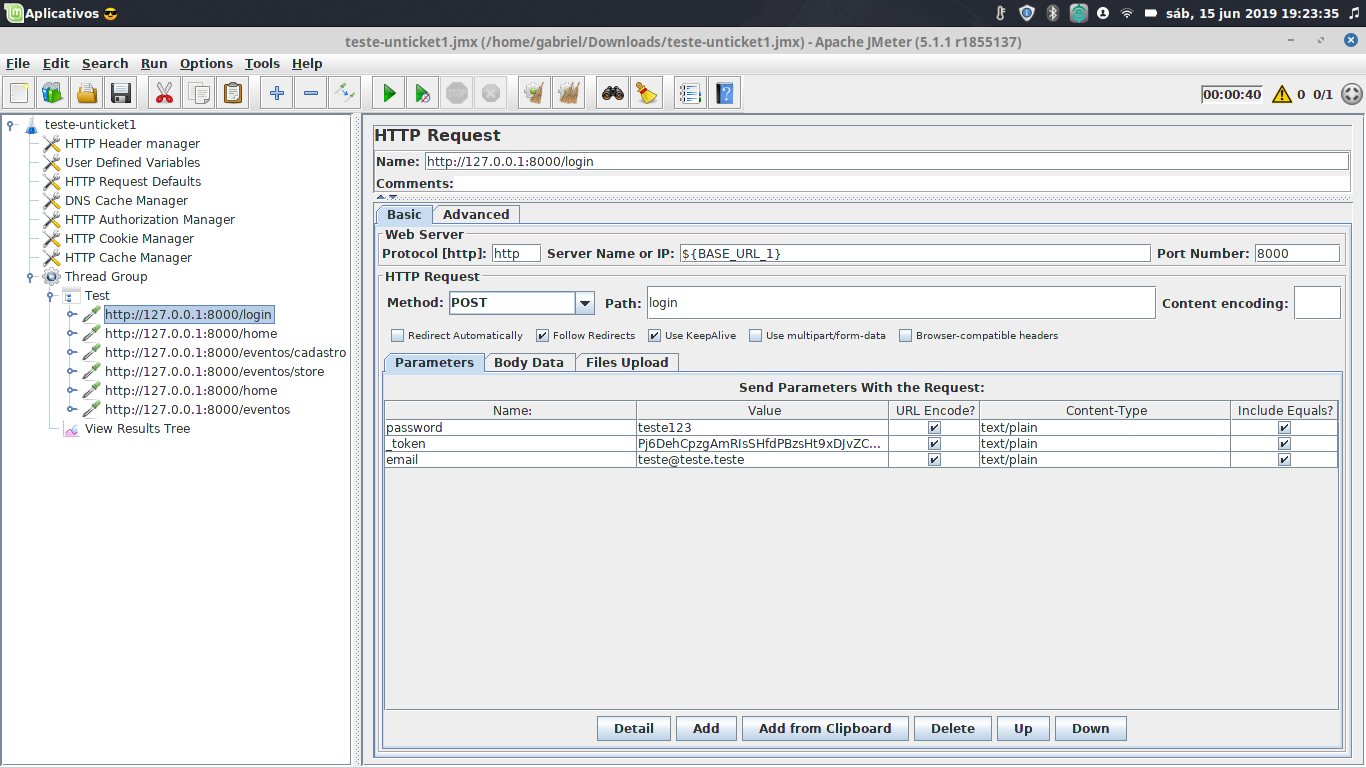 Aplicativos 😎
sáb, 15 jun 2019 19:23:35
teste-unticket1.jmx (/home/gabriel/Downloads/teste-unticket1.jmx) - Apache JMeter (5.1.1 r1855137)
File Edit Search Run Options Tools Help
00:00:40 0 0/1
teste-unticket1
HTTP Header manager
User Defined Variables
HTTP Request Defaults
DNS Cache Manager
HTTP Authorization Manager
HTTP Cookie Manager
HTTP Cache Manager
Thread Group
Test
http://127.0.0.1:8000/login
http://127.0.0.1:8000/home
http://127.0.0.1:8000/eventos/cadastro
http://127.0.0.1:8000/eventos/store
http://127.0.0.1:8000/home
http://127.0.0.1:8000/eventos
View Results Tree
HTTP Request
Name: http://127.0.0.1:8000/login
Comments:
Basic Advanced
Web Server
Protocol [http]: http Server Name or IP: ${BASE_URL_1} Port Number: 8000
HTTP Request
Method: POST Path: login Content encoding:
Redirect Automatically Follow Redirects Use KeepAlive Use multipart/form-data Browser-compatible headers
Parameters Body Data Files Upload
Send Parameters With the Request:
Name: Value URL Encode? Content-Type Include Equals?
password teste123 text/plain
_token Pj6DehCpzgAmRIsSHfdPBzsHt9xDJvZC... text/plain
email teste@teste.teste text/plain
Detail Add Add from Clipboard Delete Up Down